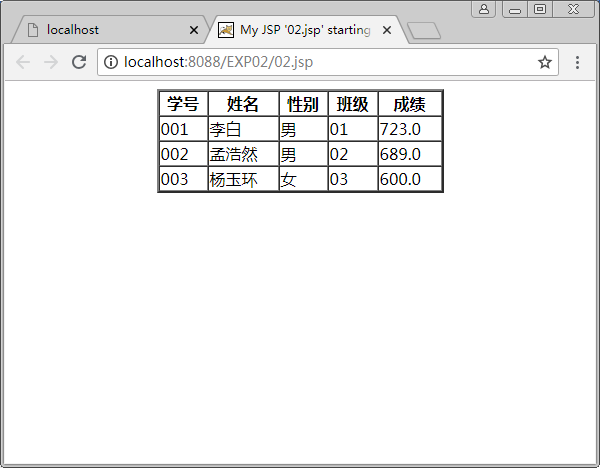 localhost
My JSP '02.jsp' starting
localhost:8088/EXP02/02.jsp
学号 姓名 性别 班级 成绩
001 李白 男 01 723.0
002 孟浩然 男 02 689.0
003 杨玉环 女 03 600.0